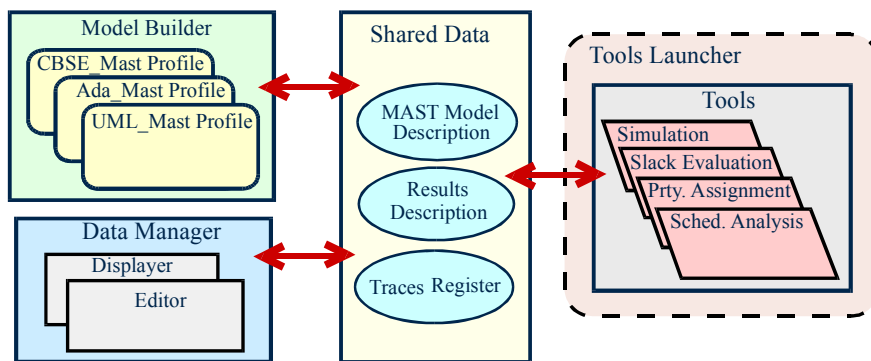 Model Builder
CBSE_Mast Profile
Ada_Mast Profile
UML_Mast Profile
Data Manager
Displayer
Editor
Shared Data
MAST Model
Description
Results
Description
Traces Register
Tools Launcher
Tools
Simulation
Slack Evaluation
Prty. Assignment
Sched. Analysis